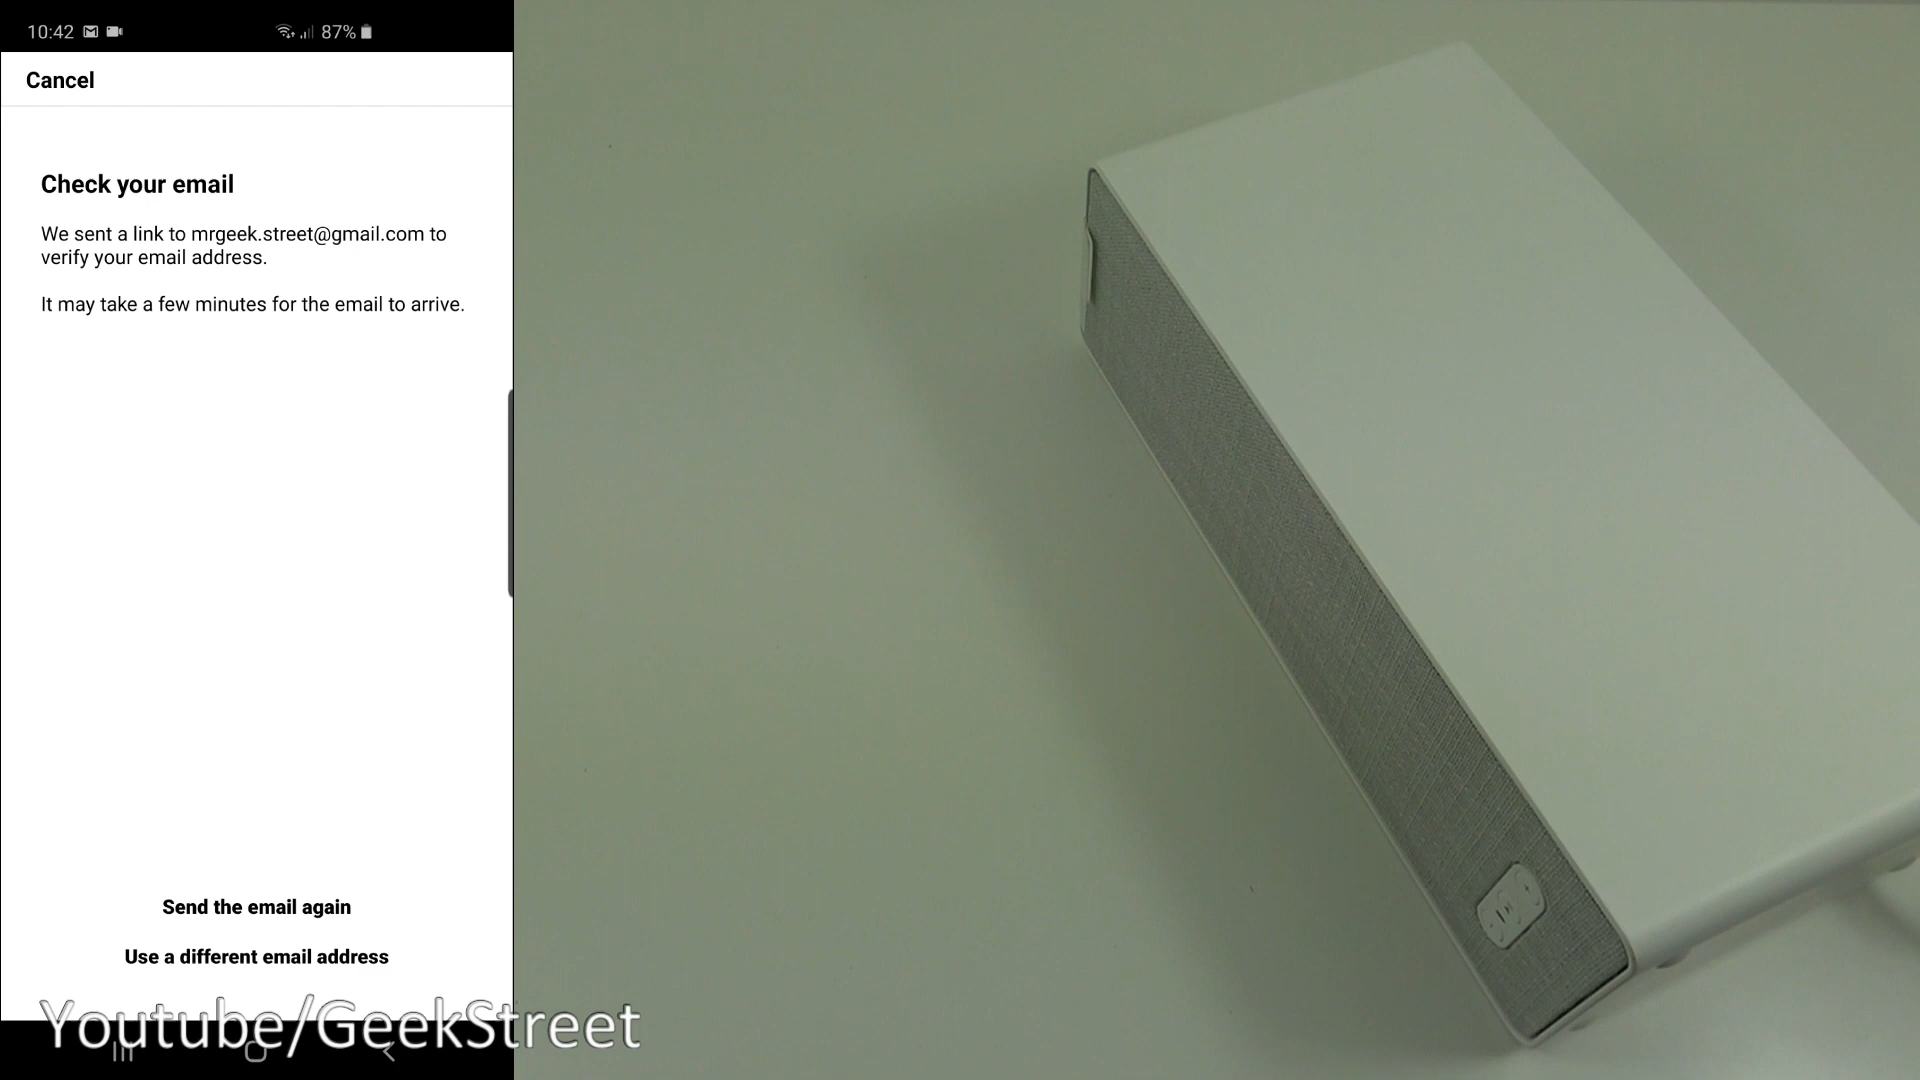 10:42
87%
Cancel
Check your email
We sent a link to mrgeek.street@gmail.com to
verify your email address.
It may take a few minutes for the email to arrive.
Send the email again
Use a different email address
Youtube/GeekStreet